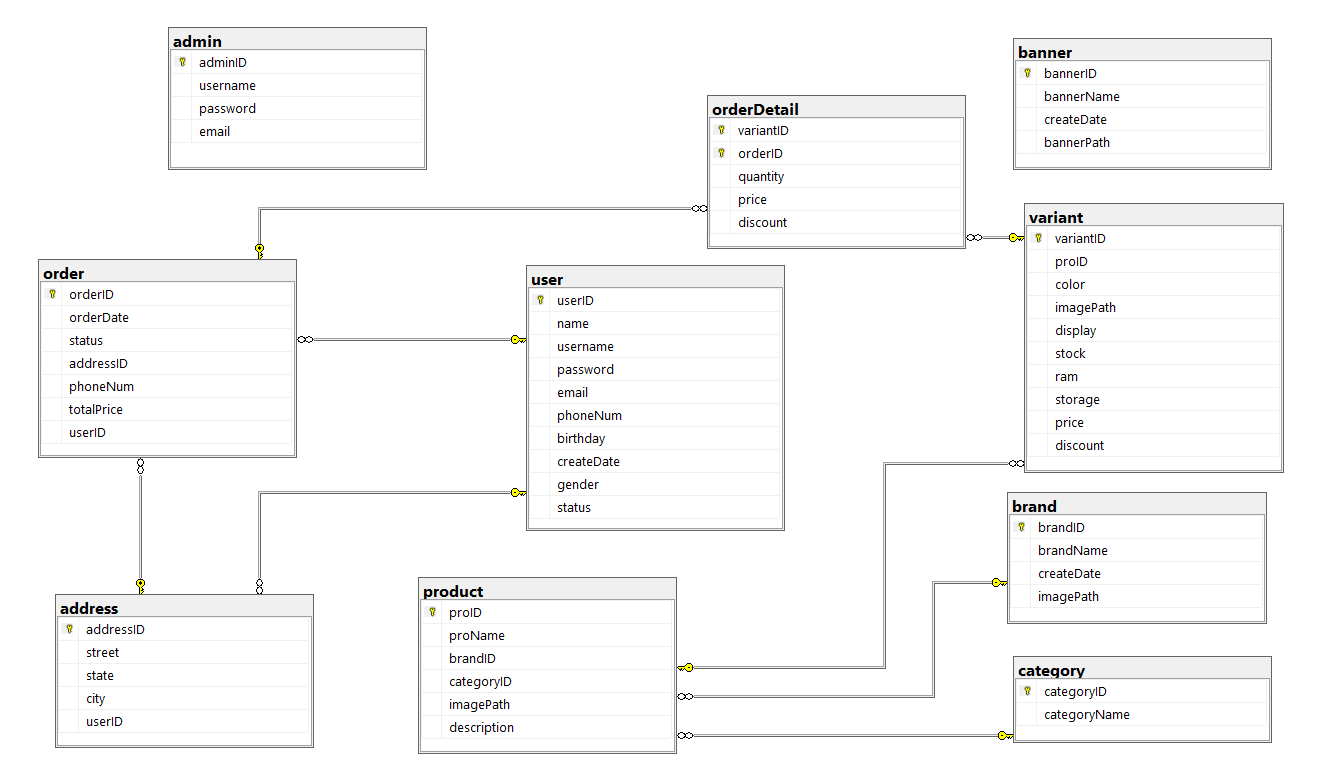 admin
adminID
username
password
email
banner
bannerID
bannerName
createDate
bannerPath
orderDetail
variantID
orderID
quantity
price
discount
variant
variantID
proID
color
imagePath
display
stock
ram
storage
price
discount
order
orderID
orderDate
status
addressID
phoneNum
totalPrice
userID
user
userID
name
username
password
email
phoneNum
birthday
createDate
gender
status
brand
brandID
brandName
createDate
imagePath
address
addressID
street
state
city
userID
product
proID
proName
brandID
categoryID
imagePath
description
category
categoryID
categoryName